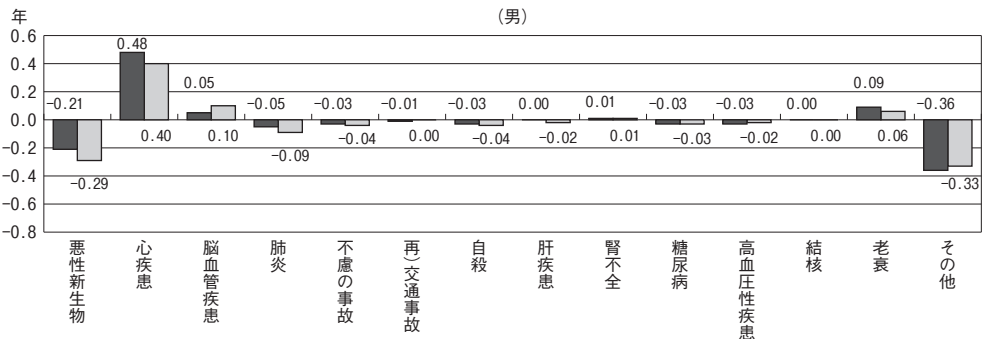 年
(男)
0.6
0.4
0.2
0.0
-0.2
-0.4
-0.6
-0.8
-0.21
0.48
0.05
-0.05
-0.03
-0.01
-0.03
0.00
0.01
-0.03
-0.03
0.00
0.09
-0.36
-0.29
0.40
0.10
-0.09
-0.04
0.00
-0.04
-0.02
0.01
-0.03
-0.02
0.00
0.06
-0.33
悪性新生物
心疾患
脳血管疾患
肺炎
不慮の事故
再)交通事故
自殺
肝疾患
腎不全
糖尿病
高血圧性疾患
結核
老衰
その他